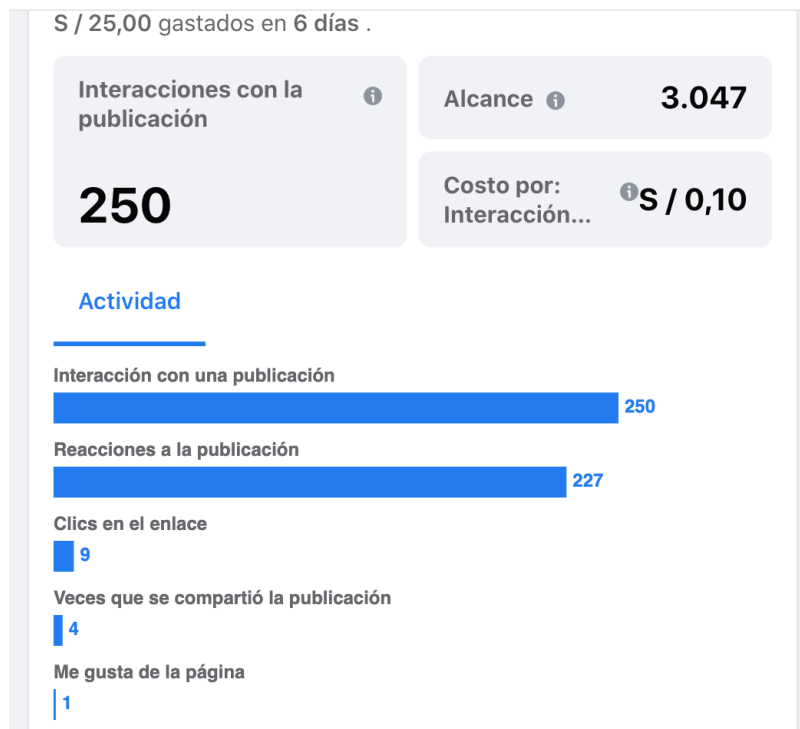 S / 25,00 gastados en 6 días .
Interacciones con la
publicación
250
Alcance
3.047
Costo por:
Interacción...
S / 0,10
Actividad
Interacción con una publicación
250
Reacciones a la publicación
227
Clics en el enlace
9
Veces que se compartió la publicación
4
Me gusta de la página
1